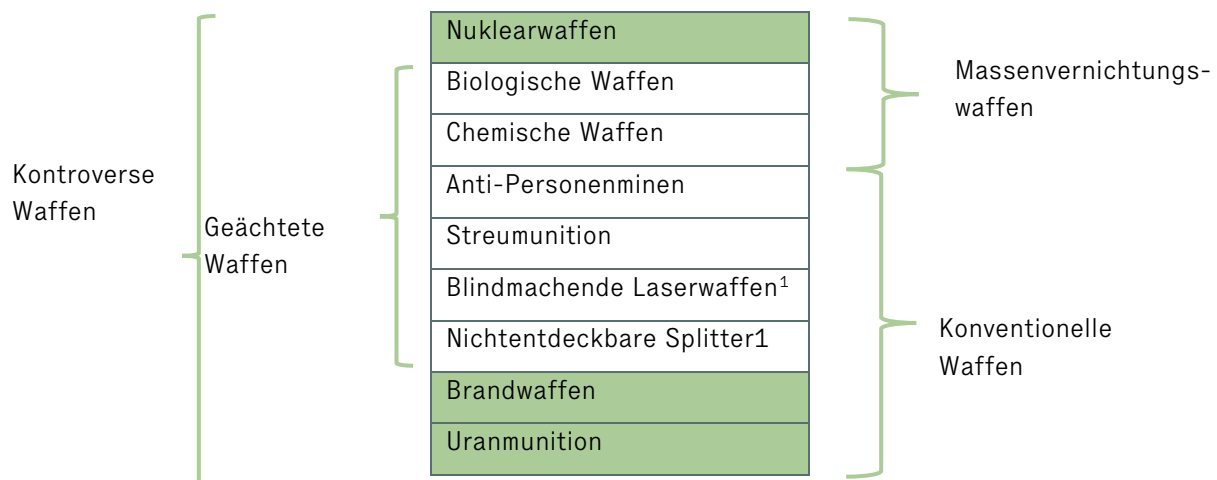 Kontroverse
Waffen
Geächtete
Waffen
Nuklearwaffen
Biologische Waffen
Chemische Waffen
Anti-Personenminen
Streumunition
Blindmachende Laserwaffen¹
Nichtentdeckbare Splitter1
Brandwaffen
Uranmunition
Massenvernichtungs-
waffen
Konventionelle
Waffen